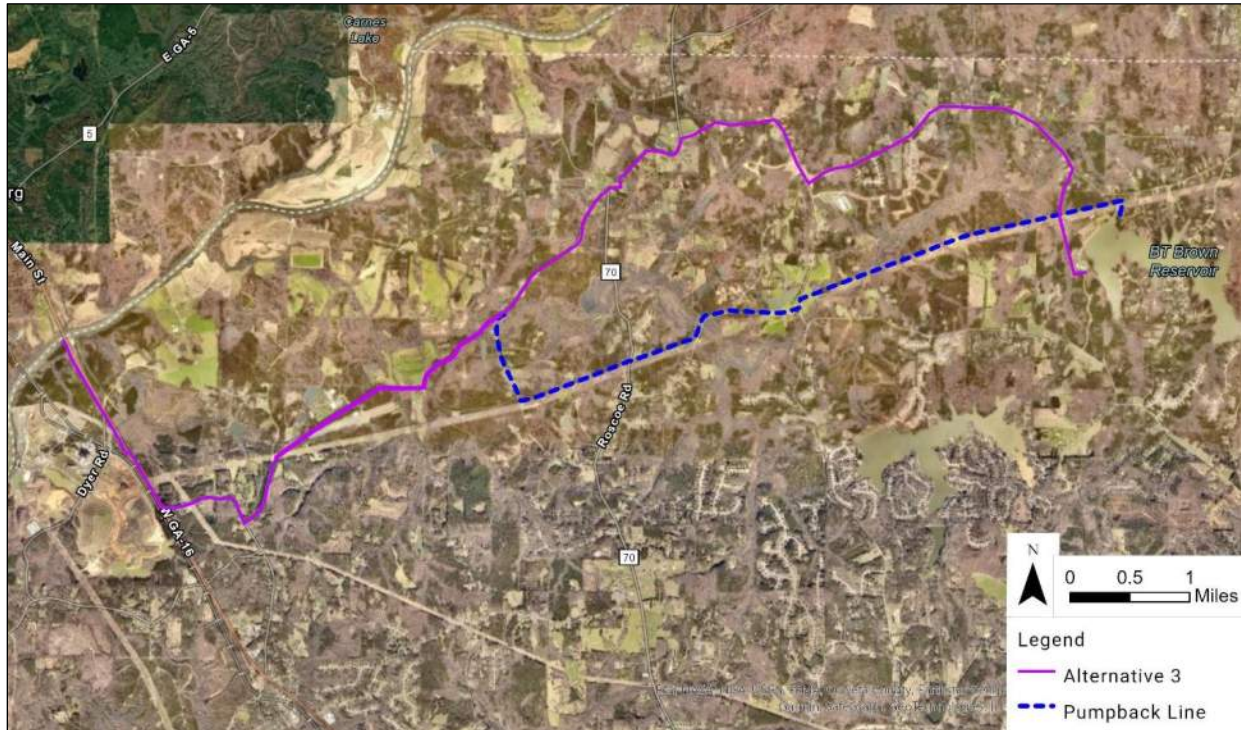 Carnes
Lake
E GA-5
5
rg
Main St
70
BT Brown
Reservoir
Dyer Rd
Roscoe Rd
W GA-16
70
N
0 0.5 1
Miles
Legend
Alternative 3
Pumpback Line